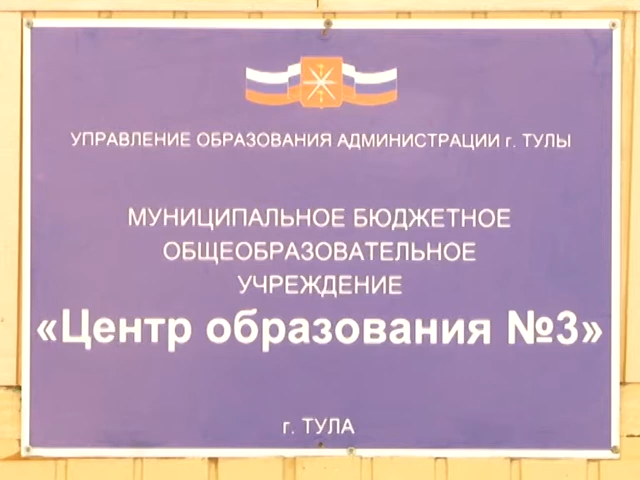 УПРАВЛЕНИЕ ОБРАЗОВАНИЯ АДМИНИСТРАЦИИ г. ТУЛЫ
МУНИЦИПАЛЬНОЕ БЮДЖЕТНОЕ
ОБЩЕОБРАЗОВАТЕЛЬНОЕ
УЧРЕЖДЕНИЕ
«Центр образования №3»
г. ТУЛА